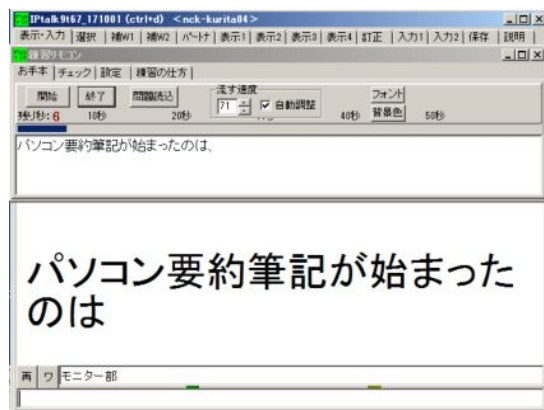 IPtalk9t67_171001 (ctrl+d) <nck-kurita04>
表示・入力 選択 補W1 補W2 パートナ 表示1 表示2 表示3 表示4 訂正 入力1 入力2 保存 説明
練習リモコン
お手本 チェック 設定 練習の仕方
開始 終了 問題読込 流す速度 71 自動調整 フォント 背景色
残り秒: 6 10秒 20秒 40秒 50秒
パソコン要約筆記が始まったのは、
パソコン要約筆記が始まった
のは
再 ワ モニター部